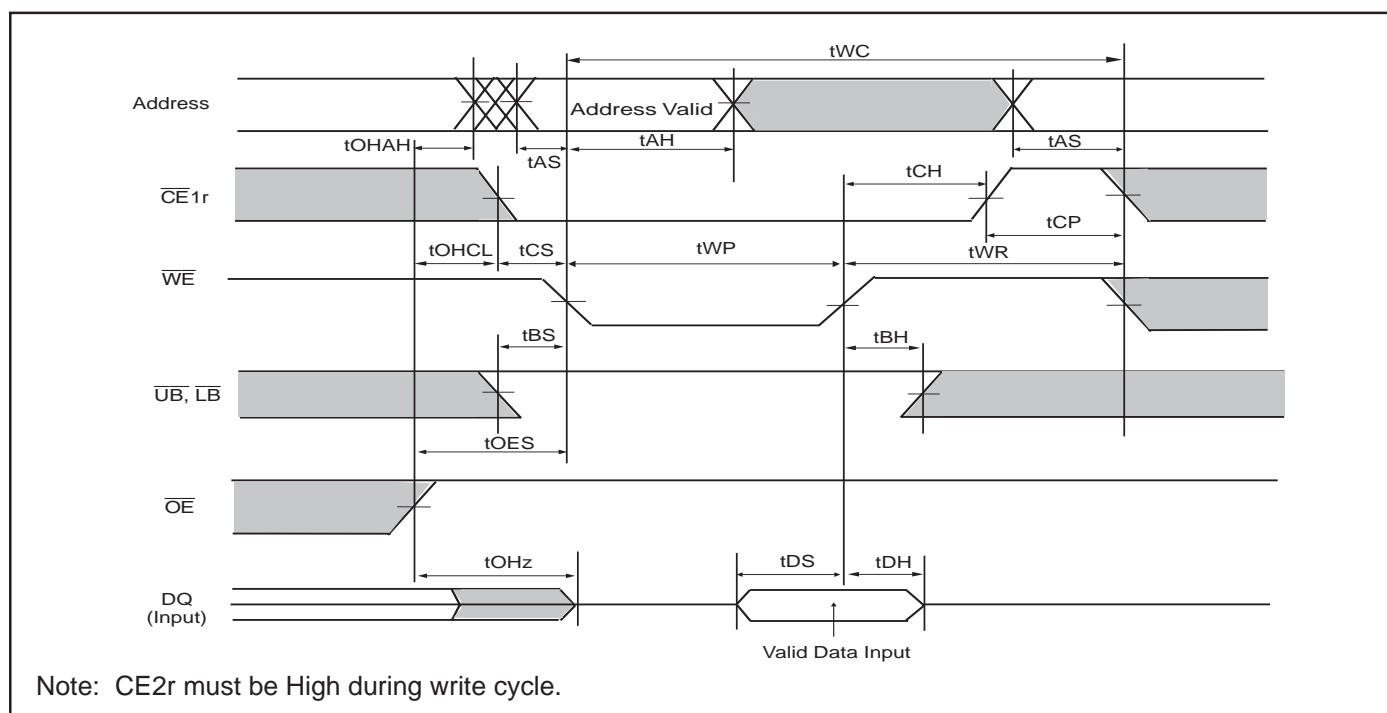 tWC
Address
Address Valid
tOHAH
tAS
tAH
tAS
CE1r
tCH
tCP
tOHCL
tCS
tWP
tWR
WE
tBS
tBH
UB, LB
tOES
OE
tOHz
tDS
tDH
DQ
(Input)
Valid Data Input
Note: CE2r must be High during write cycle.